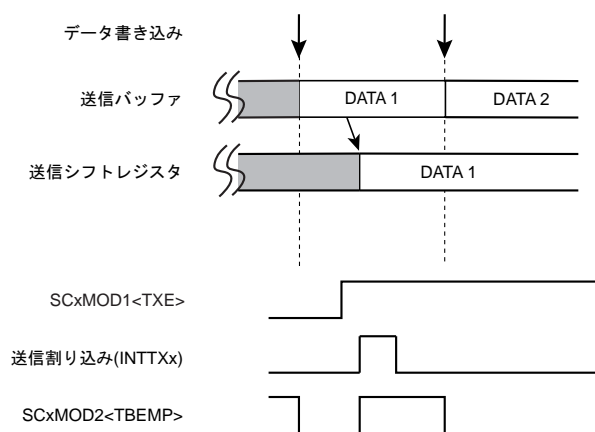 データ書き込み
送信バッファ
DATA 1
DATA 2
送信シフトレジスタ
DATA 1
SCxMOD1<TXE>
送信割り込み(INTTXx)
SCxMOD2<TBEMP>